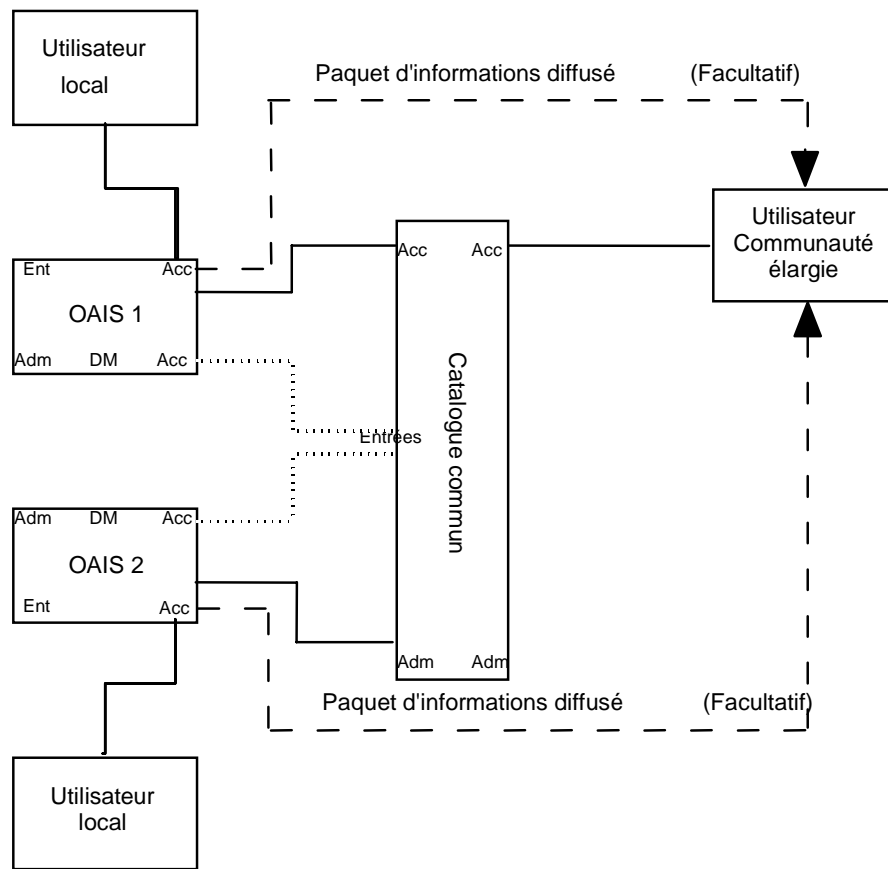 Utilisateur
local
Paquet d'informations diffusé (Facultatif)
Utilisateur
Communauté
élargie
Ent Acc
OAIS 1
Adm DM Acc
Acc Acc
Entrées
Catalogue commun
Adm Adm
Adm DM Acc
OAIS 2
Ent Acc
Paquet d'informations diffusé (Facultatif)
Utilisateur
local